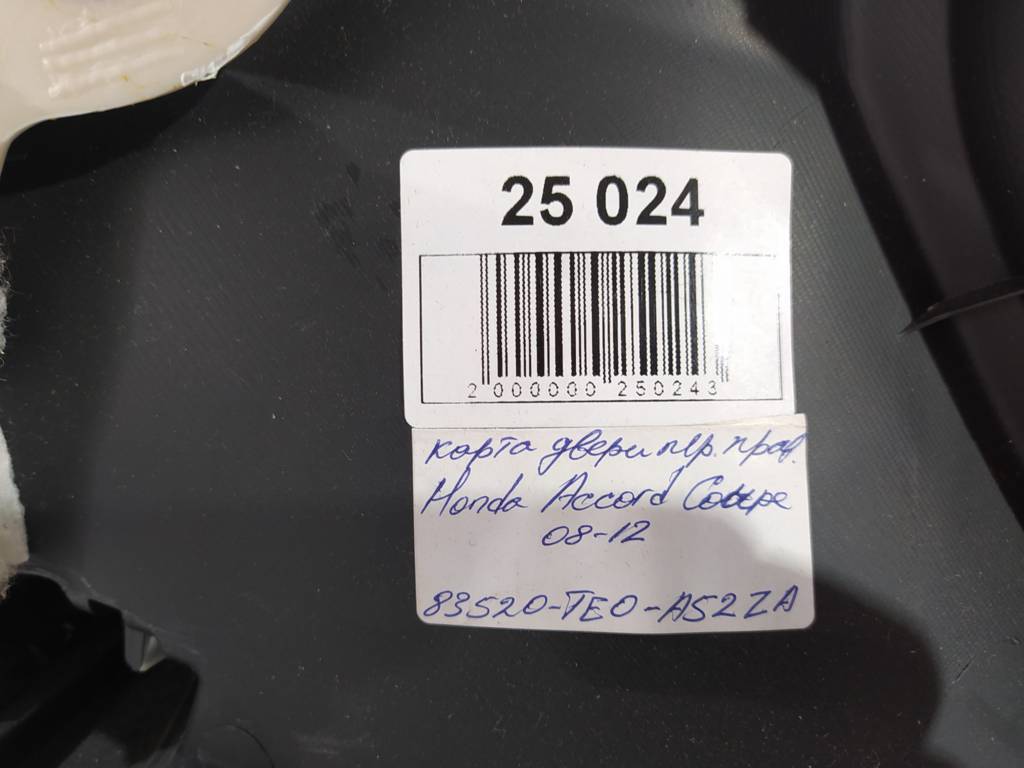 25 024
2 000000 250243
карта двери пер. прав.
Honda Accord Coupe
08-12
83520-TE0-A52ZA